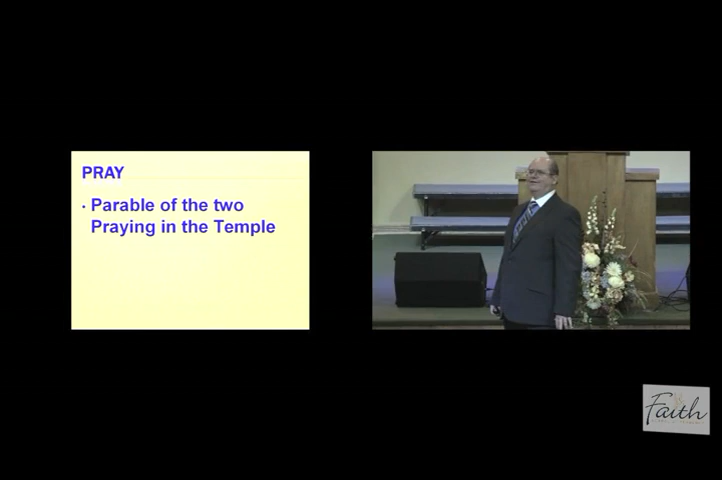 PRAY
· Parable of the two
Praying in the Temple
Faith